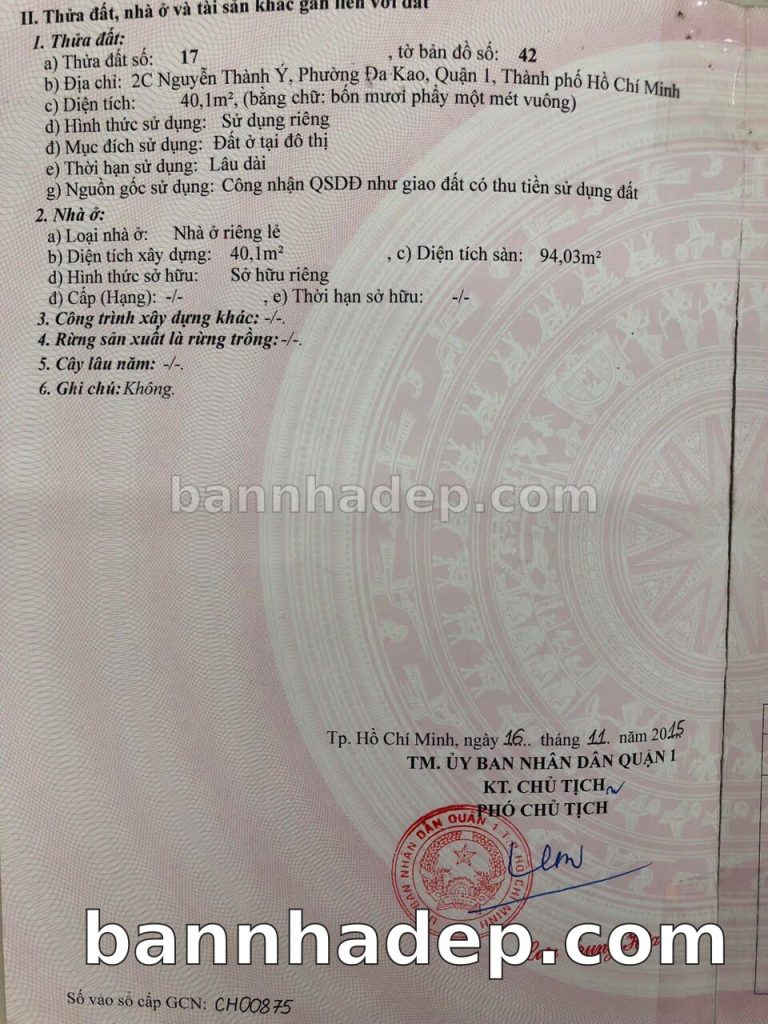 II. Thửa đất, nhà ở và tài sản khác gắn liền với đất
1. Thửa đất:
a) Thửa đất số: 17 , tờ bản đồ số: 42
b) Địa chỉ: 2C Nguyễn Thành Ý, Phường Đa Kao, Quận 1, Thành phố Hồ Chí Minh
c) Diện tích: 40,1m², (bằng chữ: bốn mươi phẩy một mét vuông)
d) Hình thức sử dụng: Sử dụng riêng
đ) Mục đích sử dụng: Đất ở tại đô thị
e) Thời hạn sử dụng: Lâu dài
g) Nguồn gốc sử dụng: Công nhận QSDĐ như giao đất có thu tiền sử dụng đất
2. Nhà ở:
a) Loại nhà ở: Nhà ở riêng lẻ
b) Diện tích xây dựng: 40,1m² , c) Diện tích sàn: 94,03m²
d) Hình thức sở hữu: Sở hữu riêng
đ) Cấp (Hạng): -/- , e) Thời hạn sở hữu: -/-
3. Công trình xây dựng khác: -/-.
4. Rừng sản xuất là rừng trồng: -/-.
5. Cây lâu năm: -/-.
6. Ghi chú: Không.
bannhadep.com
Tp. Hồ Chí Minh, ngày 16.. tháng 11. năm 2015
TM. ỦY BAN NHÂN DÂN QUẬN 1
KT. CHỦ TỊCH
PHÓ CHỦ TỊCH
ỦY BAN NHÂN DÂN QUẬN 1 T.P HỒ CHÍ MINH
bannhadep.com
Số vào sổ cấp GCN: CH00875